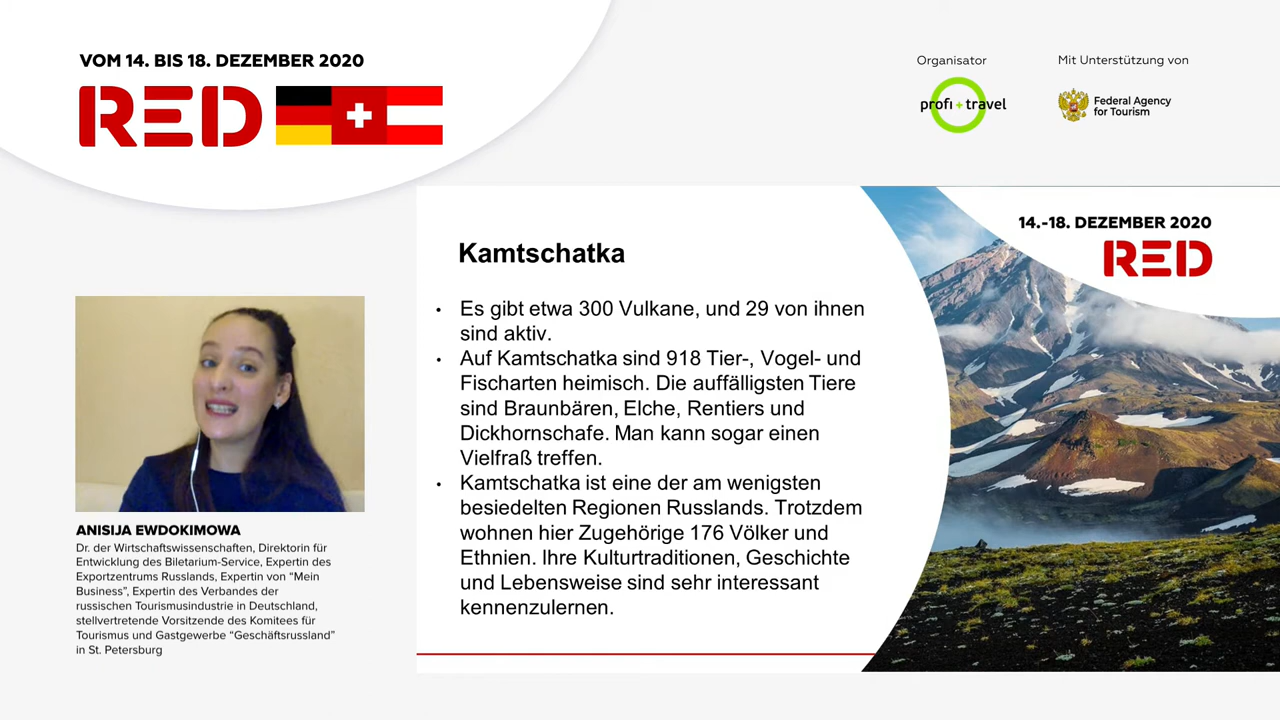 VOM 14. BIS 18. DEZEMBER 2020
RED
Organisator
profi + travel
Mit Unterstützung von
Federal Agency
for Tourism
14.-18. DEZEMBER 2020
RED
Kamtschatka
• Es gibt etwa 300 Vulkane, und 29 von ihnen
sind aktiv.
• Auf Kamtschatka sind 918 Tier-, Vogel- und
Fischarten heimisch. Die auffälligsten Tiere
sind Braunbären, Elche, Rentiers und
Dickhornschafe. Man kann sogar einen
Vielfraß treffen.
• Kamtschatka ist eine der am wenigsten
besiedelten Regionen Russlands. Trotzdem
wohnen hier Zugehörige 176 Völker und
Ethnien. Ihre Kulturtraditionen, Geschichte
und Lebensweise sind sehr interessant
kennenzulernen.
ANISIJA EWDOKIMOWA
Dr. der Wirtschaftswissenschaften, Direktorin für
Entwicklung des Biletarium-Service, Expertin des
Exportzentrums Russlands, Expertin von “Mein
Business”, Expertin des Verbandes der
russischen Tourismusindustrie in Deutschland,
stellvertretende Vorsitzende des Komitees für
Tourismus und Gastgewerbe “Geschäftsrussland”
in St. Petersburg